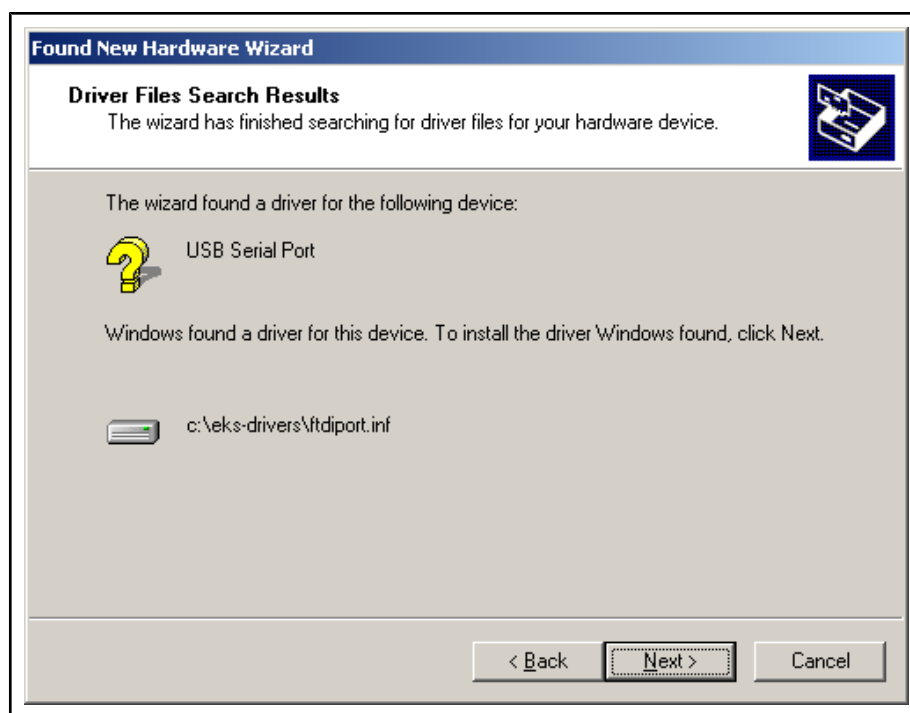 Found New Hardware Wizard
Driver Files Search Results
The wizard has finished searching for driver files for your hardware device.
The wizard found a driver for the following device:
USB Serial Port
Windows found a driver for this device. To install the driver Windows found, click Next.
c:\eks-drivers\ftdiport.inf
< Back Next > Cancel